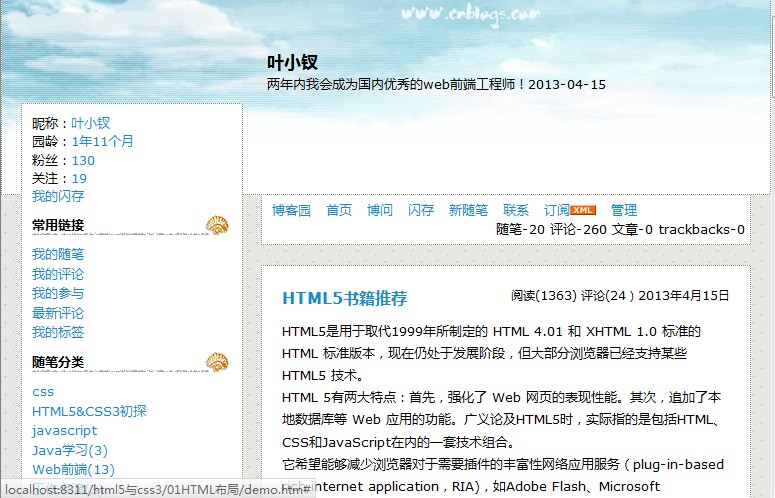 www.cnblogs.com
叶小钗
两年内我会成为国内优秀的web前端工程师！2013-04-15
昵称：叶小钗
园龄：1年11个月
粉丝：130
关注：19
我的闪存
常用链接
我的随笔
我的评论
我的参与
最新评论
我的标签
随笔分类
css
HTML5&CSS3初探
javascript
Java学习(3)
Web前端(13)
博客园 首页 博问 闪存 新随笔 联系 订阅XML 管理
随笔-20 评论-260 文章-0 trackbacks-0
HTML5书籍推荐 阅读(1363) 评论(24 ) 2013年4月15日
HTML5是用于取代1999年所制定的 HTML 4.01 和 XHTML 1.0 标准的
HTML 标准版本，现在仍处于发展阶段，但大部分浏览器已经支持某些
HTML5 技术。
HTML 5有两大特点：首先，强化了 Web 网页的表现性能。其次，追加了本
地数据库等 Web 应用的功能。广义论及HTML5时，实际指的是包括HTML、
CSS和JavaScript在内的一套技术组合。
它希望能够减少浏览器对于需要插件的丰富性网络应用服务（plug-in-based
internet application，RIA)，如Adobe Flash、Microsoft
localhost:8311/html5与css3/01HTML布局/demo.htm#